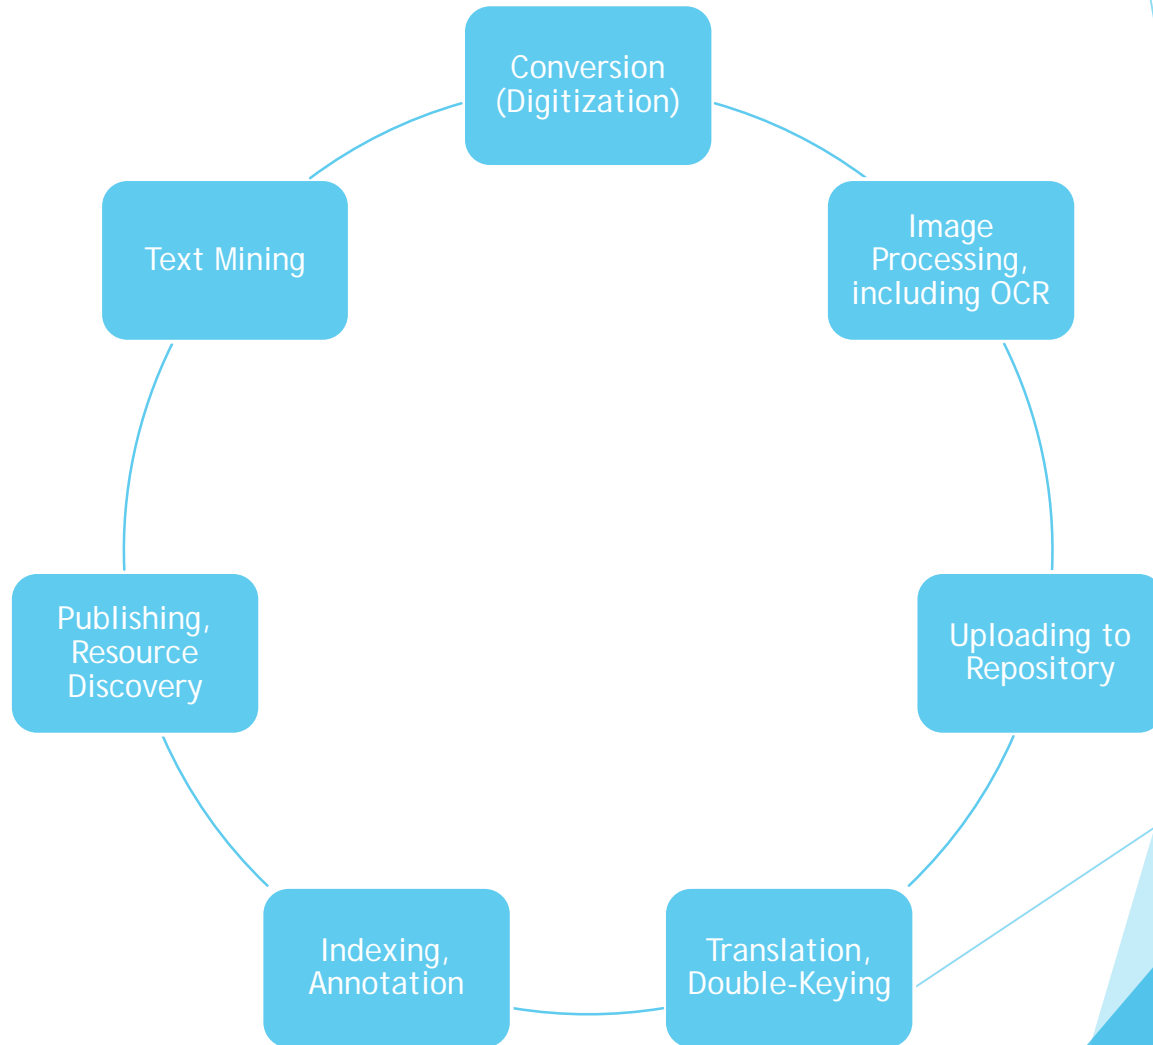 Conversion
(Digitization)
Image
Processing,
including OCR
Uploading to
Repository
Translation,
Double-Keying
Indexing,
Annotation
Publishing,
Resource
Discovery
Text Mining